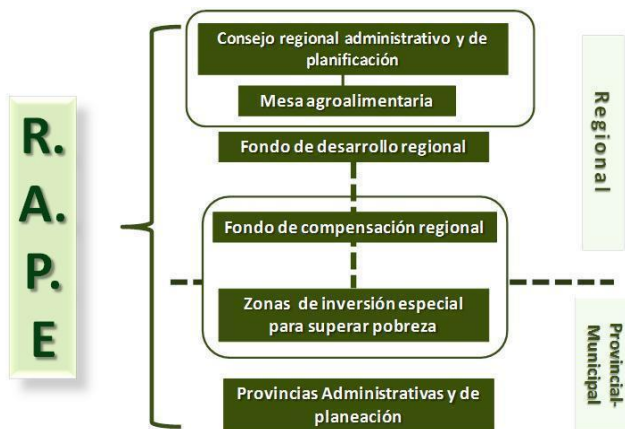 R.
A.
P.
E
Consejo regional administrativo y de
planificación
Mesa agroalimentaria
Fondo de desarrollo regional
Fondo de compensación regional
Zonas de inversión especial
para superar pobreza
Provincias Administrativas y de
planeación
Regional
Provincial-
Municipal